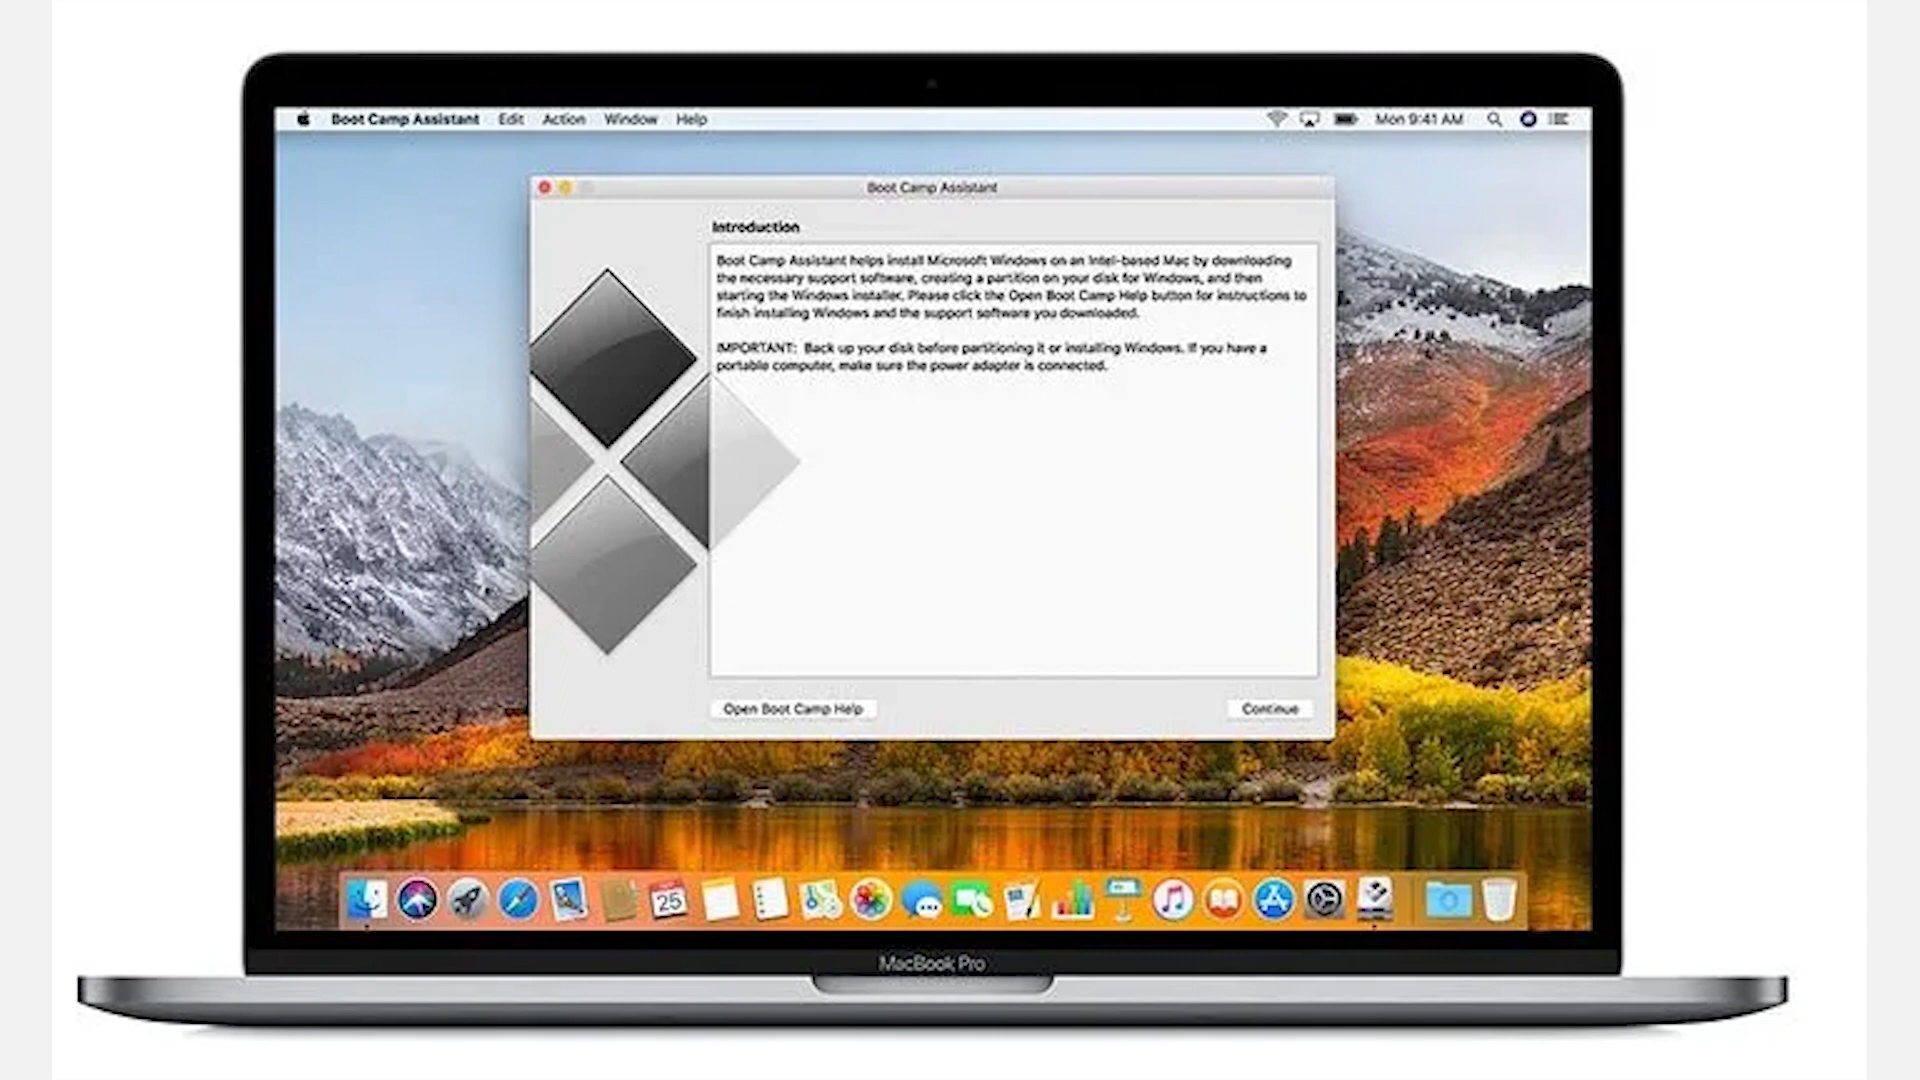 Boot Camp Assistant Edit Action Window Help Mon 9:41 AM
Boot Camp Assistant
Introduction
Boot Camp Assistant helps install Microsoft Windows on an Intel-based Mac by downloading
the necessary support software, creating a partition on your disk for Windows, and then
starting the Windows installer. Please click the Open Boot Camp Help button for instructions to
finish installing Windows and the support software you downloaded.
IMPORTANT: Back up your disk before partitioning it or installing Windows. If you have a
portable computer, make sure the power adapter is connected.
Open Boot Camp Help Continue
25
MacBook Pro